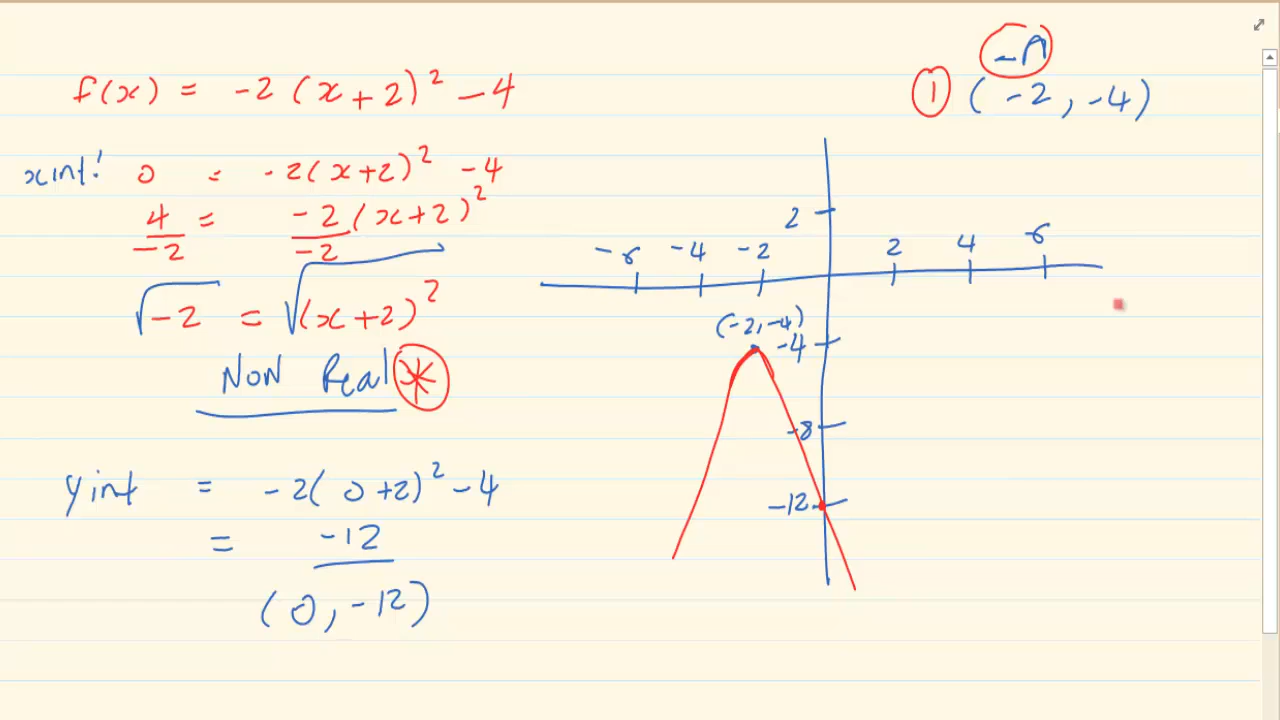 f(x) = -2(x+2)² -4
x int! 0 = -2(x+2)² -4
4/-2 = -2(x+2)²/-2
√-2 = √(x+2)²
Non Real *
y int = -2(0+2)² -4
= -12
(0, -12)
-∩
① (-2, -4)
2
-6 -4 -2 2 4 -6
(-2, -4)
-4
-8
-12